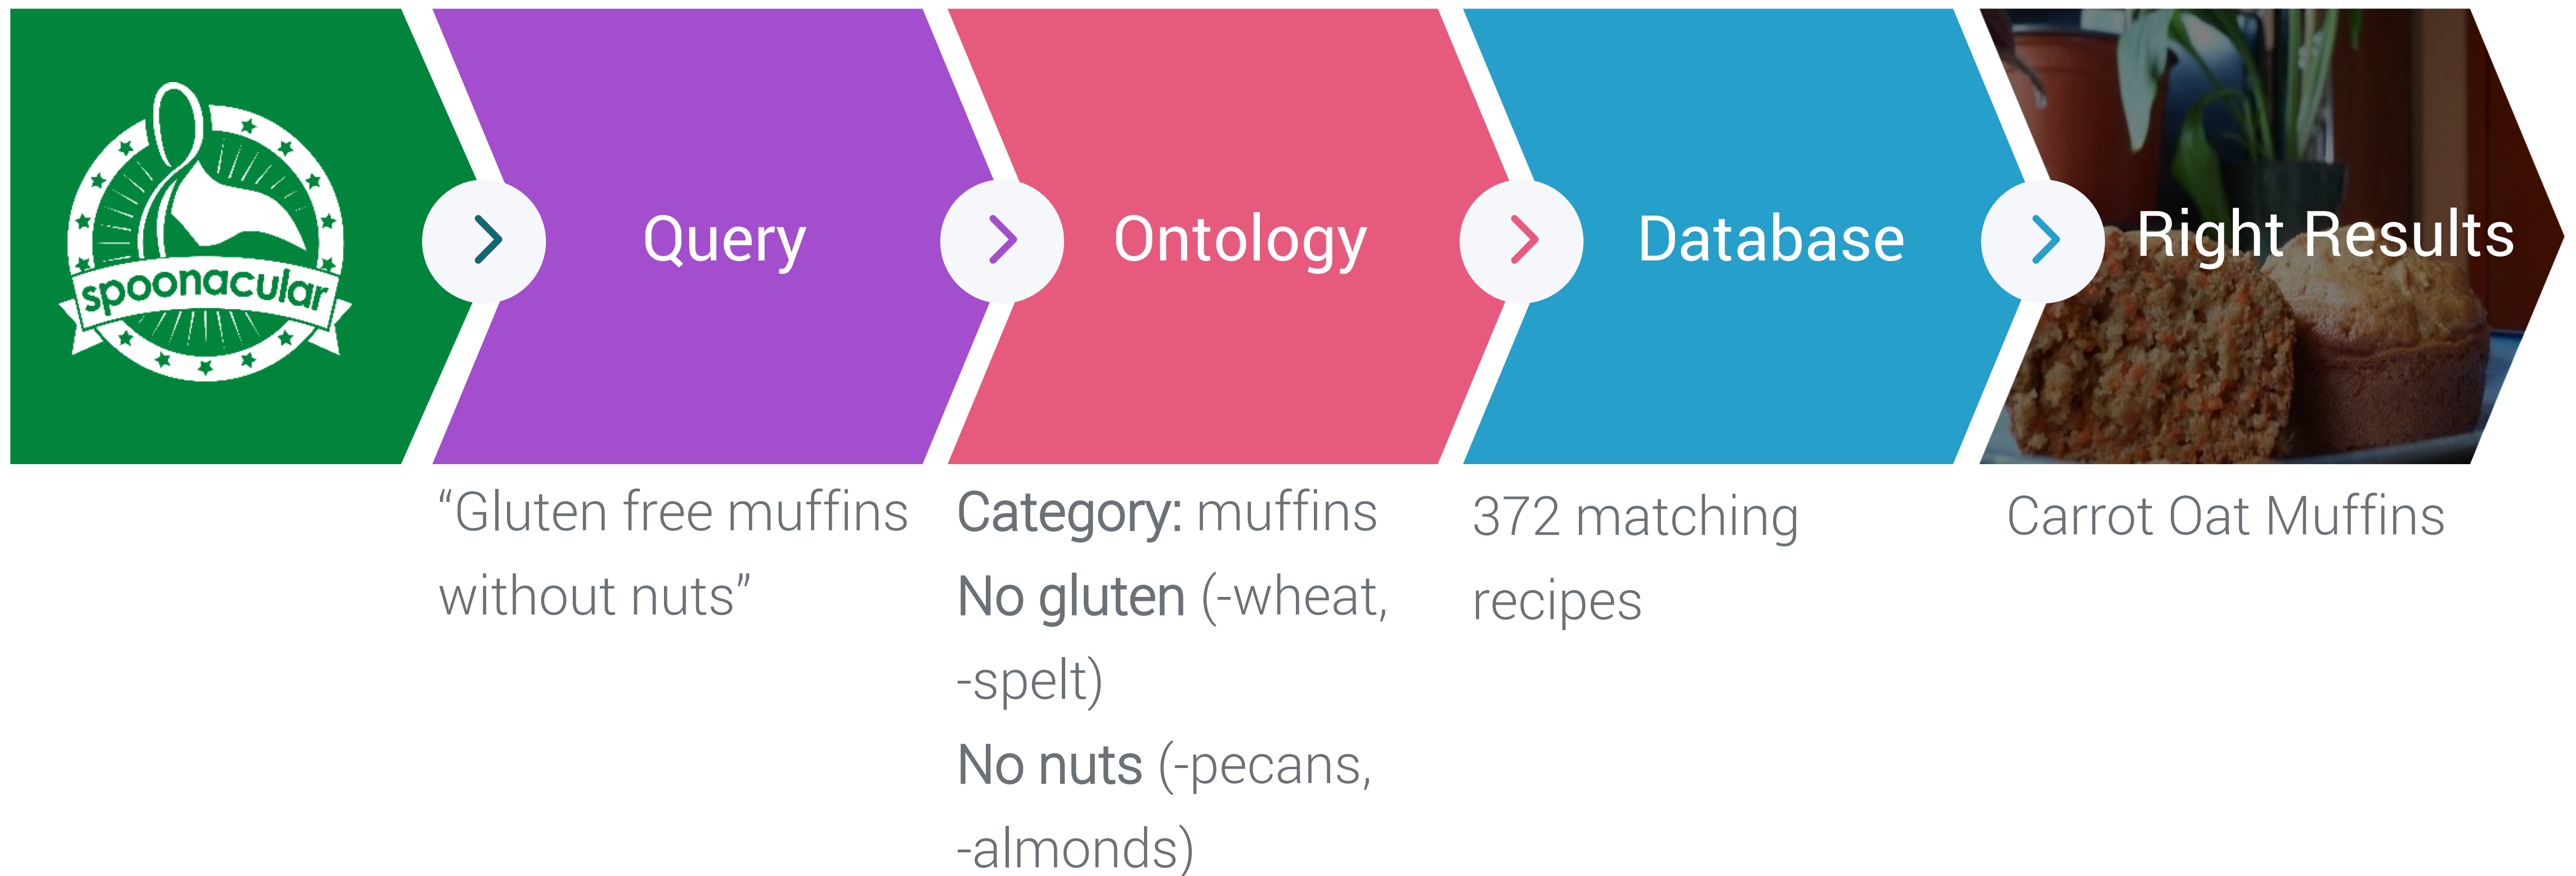 spoonacular
Query
Ontology
Database
Right Results
“Gluten free muffins
without nuts”
Category: muffins
No gluten (-wheat,
-spelt)
No nuts (-pecans,
-almonds)
372 matching
recipes
Carrot Oat Muffins